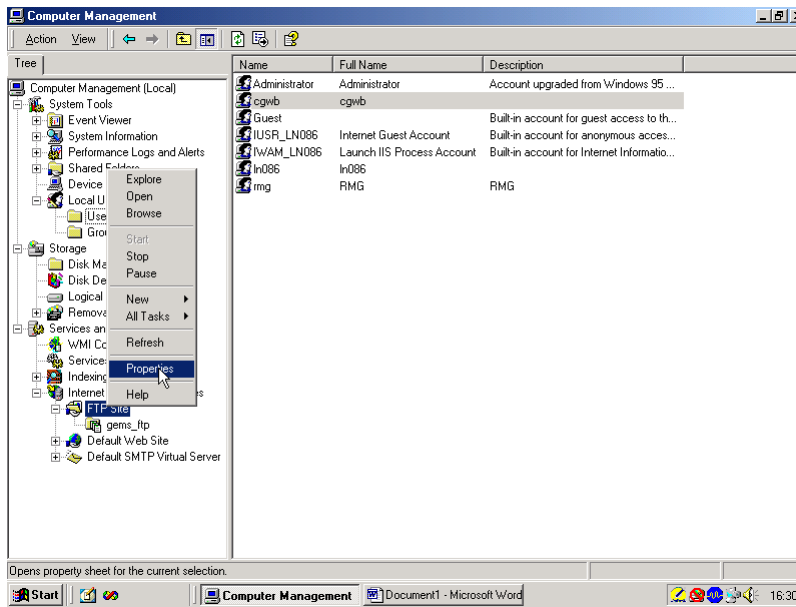 Computer Management
Action View
Tree
Name Full Name Description
Computer Management (Local)
System Tools
Event Viewer
System Information
Performance Logs and Alerts
Shared Folders
Device
Local U
Use
Gro
Storage
Disk Ma
Disk De
Logical
Remova
Services an
WMI Co
Service
Indexing
Internet es
FTP Site
gems_ftp
Default Web Site
Default SMTP Virtual Server
Explore
Open
Browse
Start
Stop
Pause
New
All Tasks
Refresh
Properties
Help
Administrator Administrator Account upgraded from Windows 95 ...
cgwb cgwb
Guest Built-in account for guest access to th...
IUSR_LN086 Internet Guest Account Built-in account for anonymous acces...
IWAM_LN086 Launch IIS Process Account Built-in account for Internet Informatio...
ln086 ln086
rmg RMG RMG
Opens property sheet for the current selection.
Start Computer Management Document1 - Microsoft Word 16:30